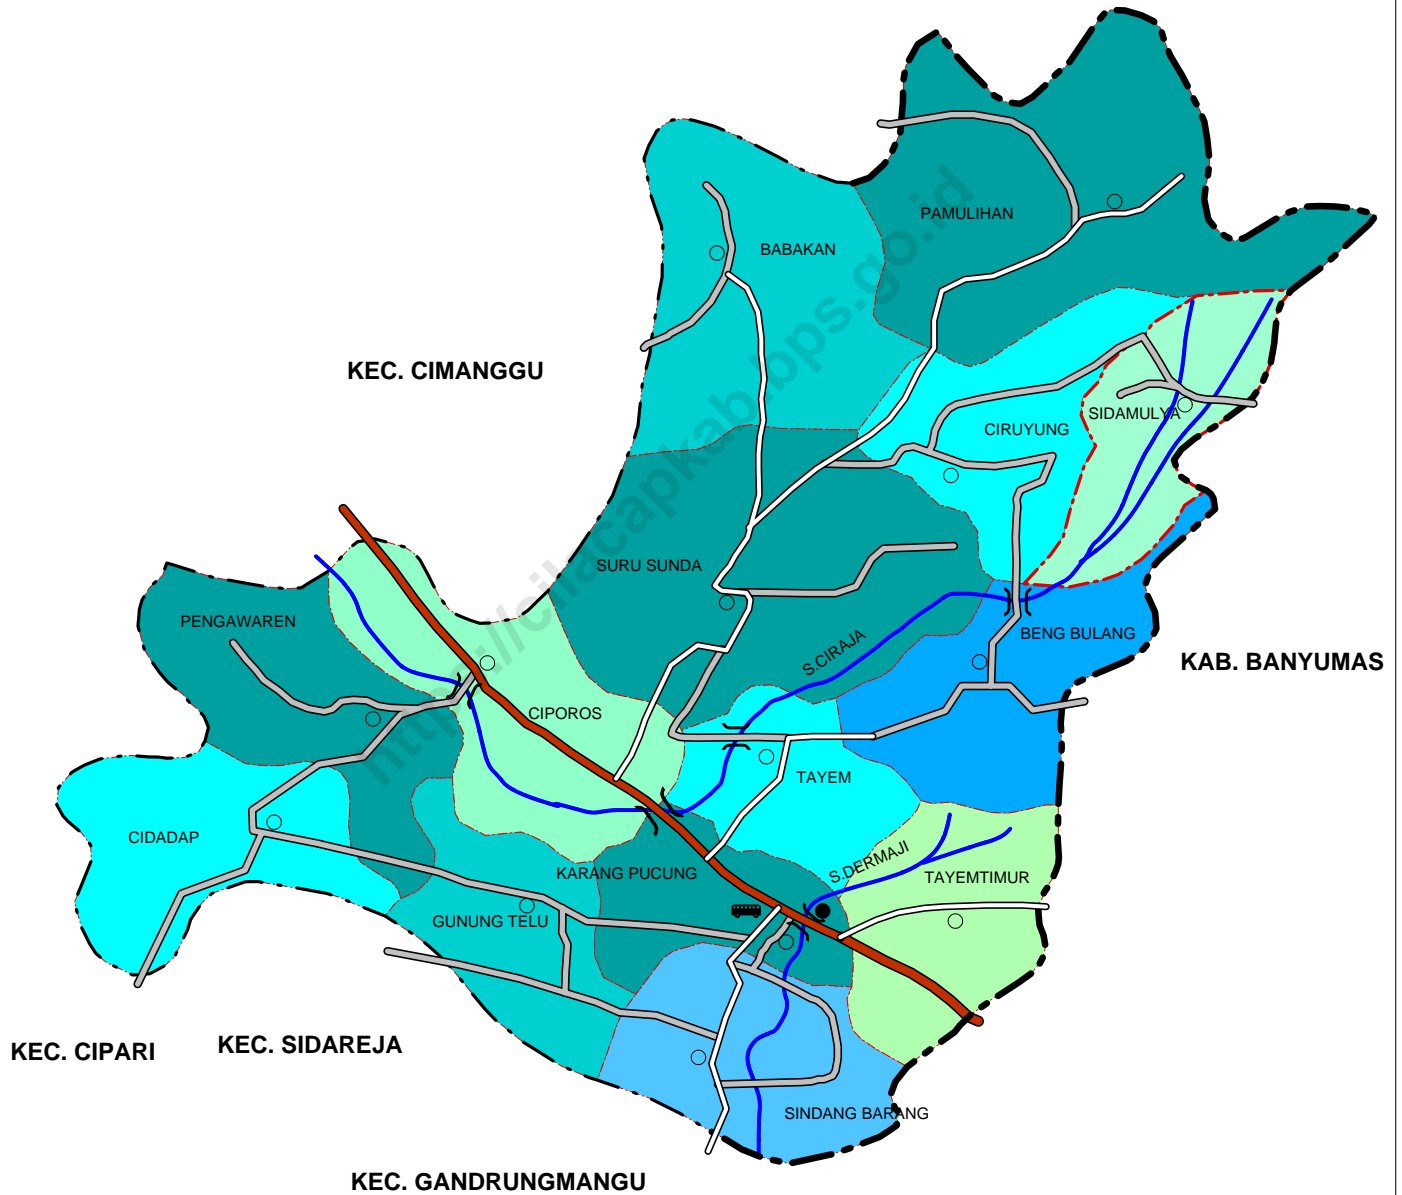 PAMULIHAN
BABAKAN
KEC. CIMANGGU
SIDAMULYA
CIRUYUNG
SURU SUNDA
PENGAWAREN
BENG BULANG
S.CIRAJA
KAB. BANYUMAS
CIPOROS
TAYEM
CIDADAP
S.DERMAJI
KARANG PUCUNG
TAYEMTIMUR
GUNUNG TELU
KEC. CIPARI
KEC. SIDAREJA
SINDANG BARANG
KEC. GANDRUNGMANGU
https://cilacapkab.bps.go.id